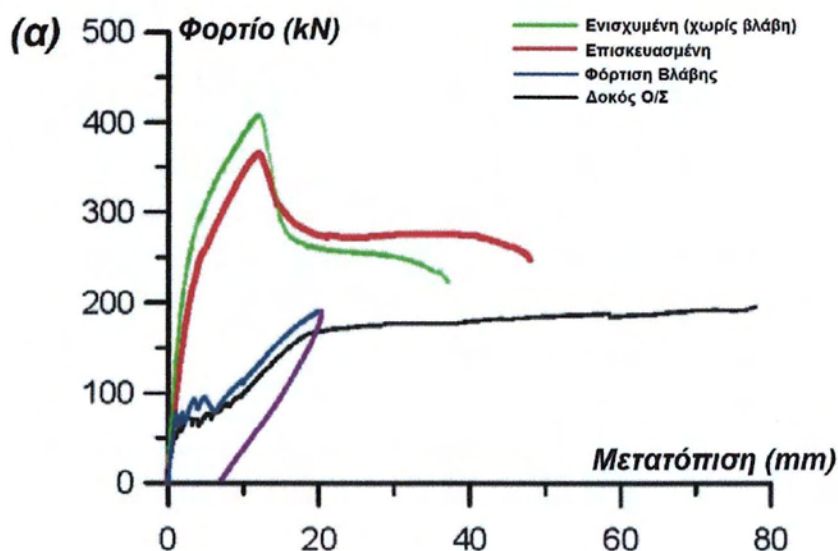 (α)
Φορτίο (kN)
500
400
300
200
100
0
Ενισχυμένη (χωρίς βλάβη)
Επισκευασμένη
Φόρτιση Βλάβης
Δοκός Ο/Σ
Μετατόπιση (mm)
0 20 40 60 80